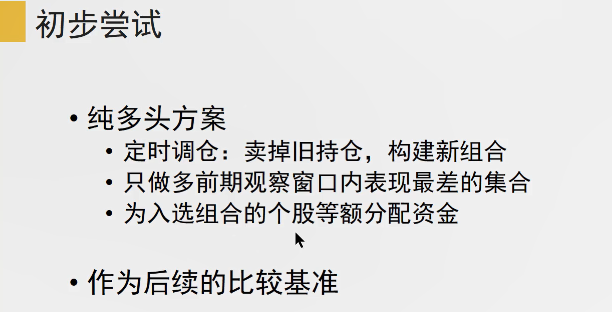 初步尝试
• 纯多头方案
• 定时调仓：卖掉旧持仓，构建新组合
• 只做多前期观察窗口内表现最差的集合
• 为入选组合的个股等额分配资金
• 作为后续的比较基准